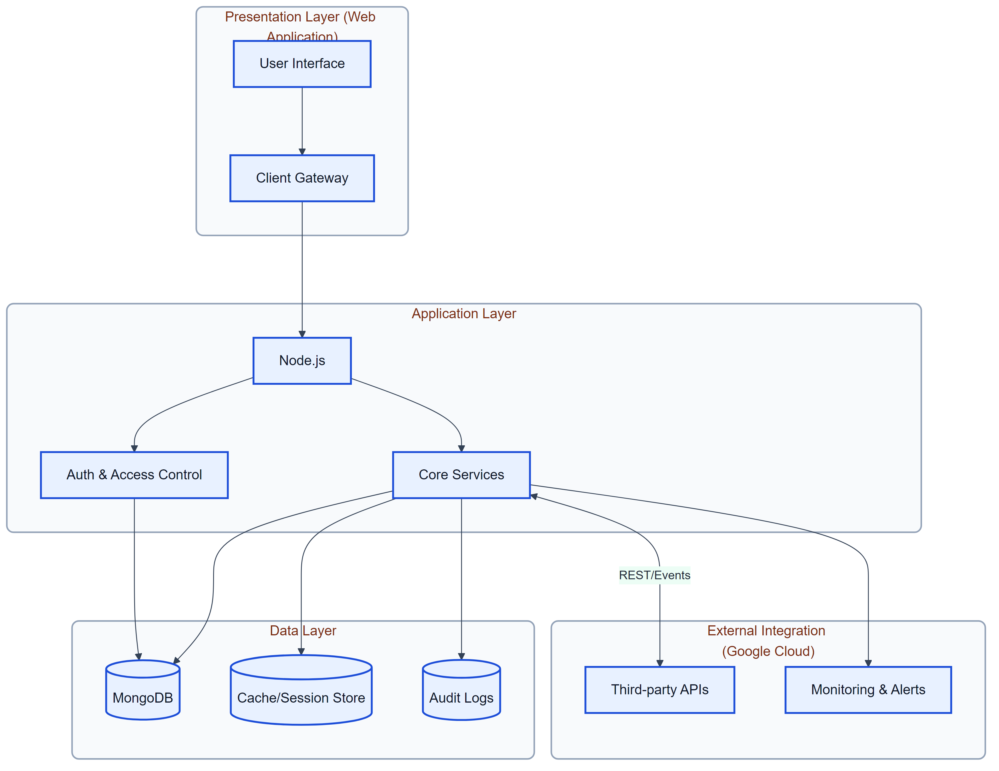 Presentation Layer (Web
Application)
User Interface
Client Gateway
Application Layer
Node.js
Auth & Access Control
Core Services
REST/Events
Data Layer
MongoDB
Cache/Session Store
Audit Logs
External Integration
(Google Cloud)
Third-party APIs
Monitoring & Alerts